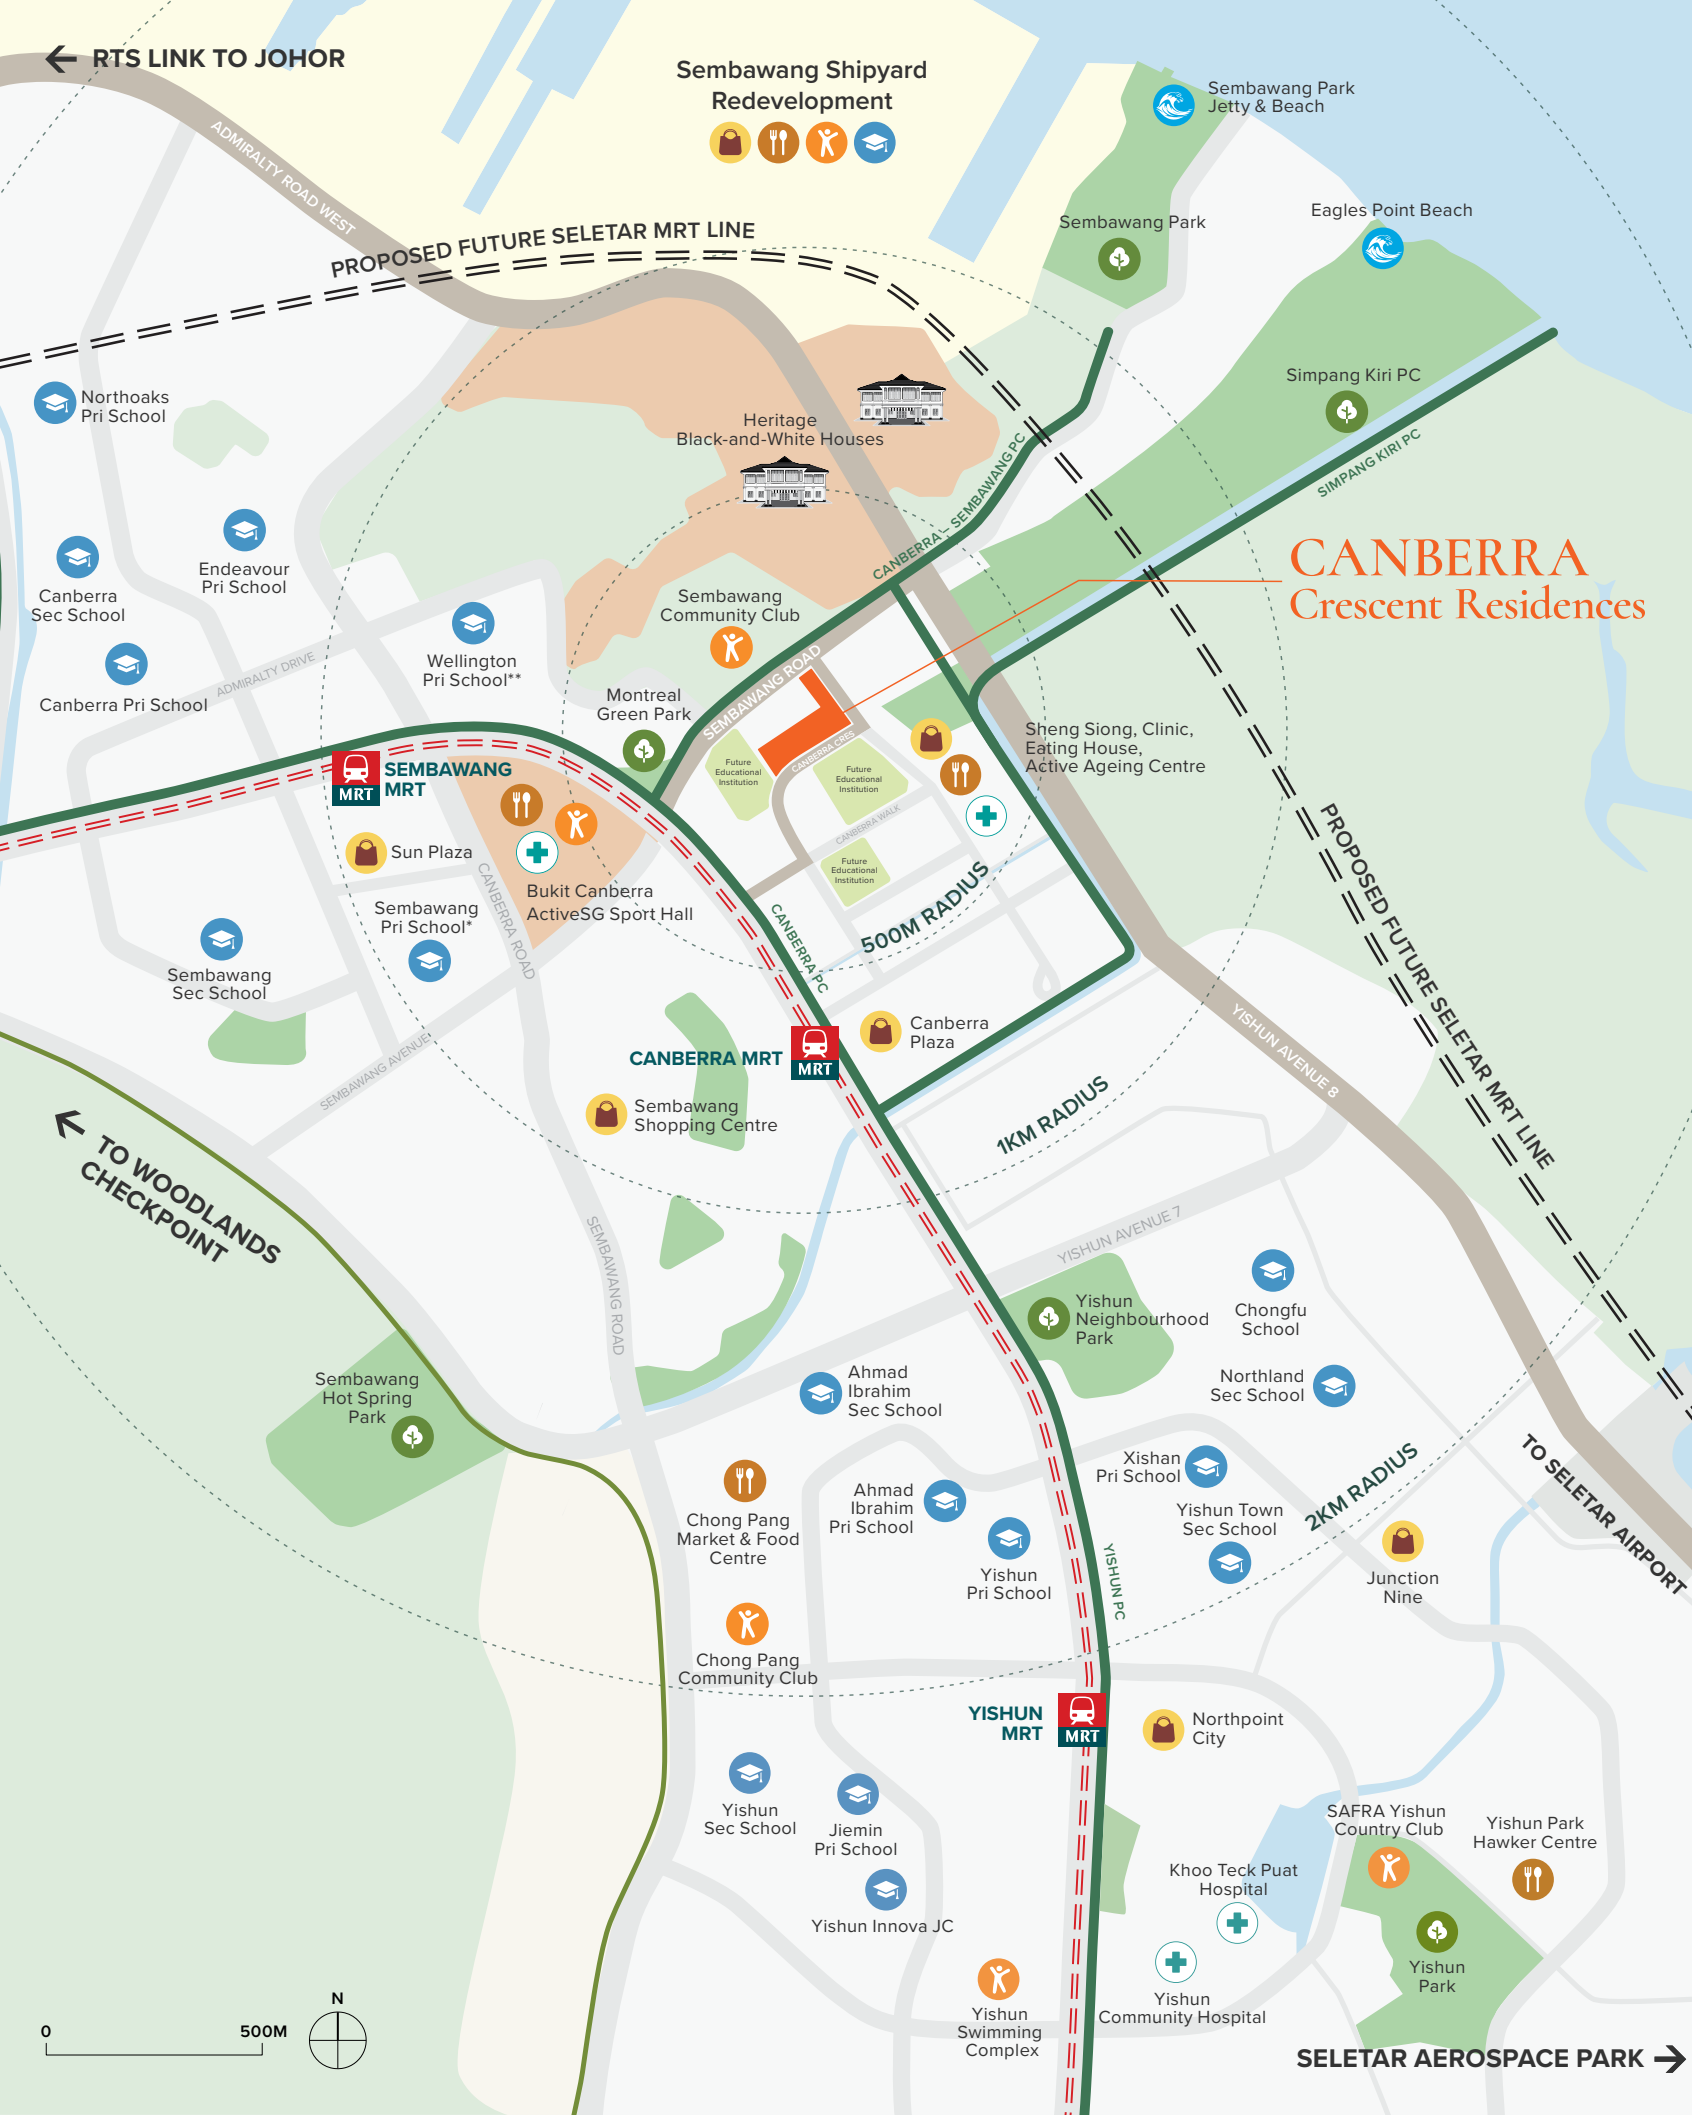 RTS LINK TO JOHOR
Sembawang Shipyard
Redevelopment
Sembawang Park
Jetty & Beach
ADMIRALTY ROAD WEST
PROPOSED FUTURE SELETAR MRT LINE
Sembawang Park
Eagles Point Beach
Northoaks
Pri School
Heritage
Black-and-White Houses
Simpang Kiri PC
SIMPANG KIRI PC
CANBERRA – SEMBAWANG PC
CANBERRA
Crescent Residences
Endeavour
Pri School
Canberra
Sec School
Canberra Pri School
ADMIRALTY DRIVE
Wellington
Pri School**
Sembawang
Community Club
Montreal
Green Park
SEMBAWANG ROAD
CANBERRA CRES
Future
Educational
Institution
Future
Educational
Institution
CANBERRA WALK
Future
Educational
Institution
Sheng Siong, Clinic,
Eating House,
Active Ageing Centre
SEMBAWANG
MRT
MRT
Sun Plaza
CANBERRA ROAD
Bukit Canberra
ActiveSG Sport Hall
Sembawang
Pri School*
Sembawang
Sec School
CANBERRA PC
500M RADIUS
PROPOSED FUTURE SELETAR MRT LINE
SEMBAWANG AVENUE
CANBERRA MRT
MRT
Canberra
Plaza
YISHUN AVENUE 8
Sembawang
Shopping Centre
1KM RADIUS
TO WOODLANDS
CHECKPOINT
SEMBAWANG ROAD
YISHUN AVENUE 7
Yishun
Neighbourhood
Park
Chongfu
School
Northland
Sec School
Sembawang
Hot Spring
Park
Ahmad
Ibrahim
Sec School
Xishan
Pri School
2KM RADIUS
TO SELETAR AIRPORT
Chong Pang
Market & Food
Centre
Ahmad
Ibrahim
Pri School
Yishun
Pri School
Yishun Town
Sec School
Junction
Nine
YISHUN PC
Chong Pang
Community Club
YISHUN
MRT
MRT
Northpoint
City
Yishun
Sec School
Jiemin
Pri School
Yishun Innova JC
SAFRA Yishun
Country Club
Yishun Park
Hawker Centre
Khoo Teck Puat
Hospital
Yishun
Park
Yishun
Community Hospital
Yishun
Swimming
Complex
N
0
500M
SELETAR AEROSPACE PARK